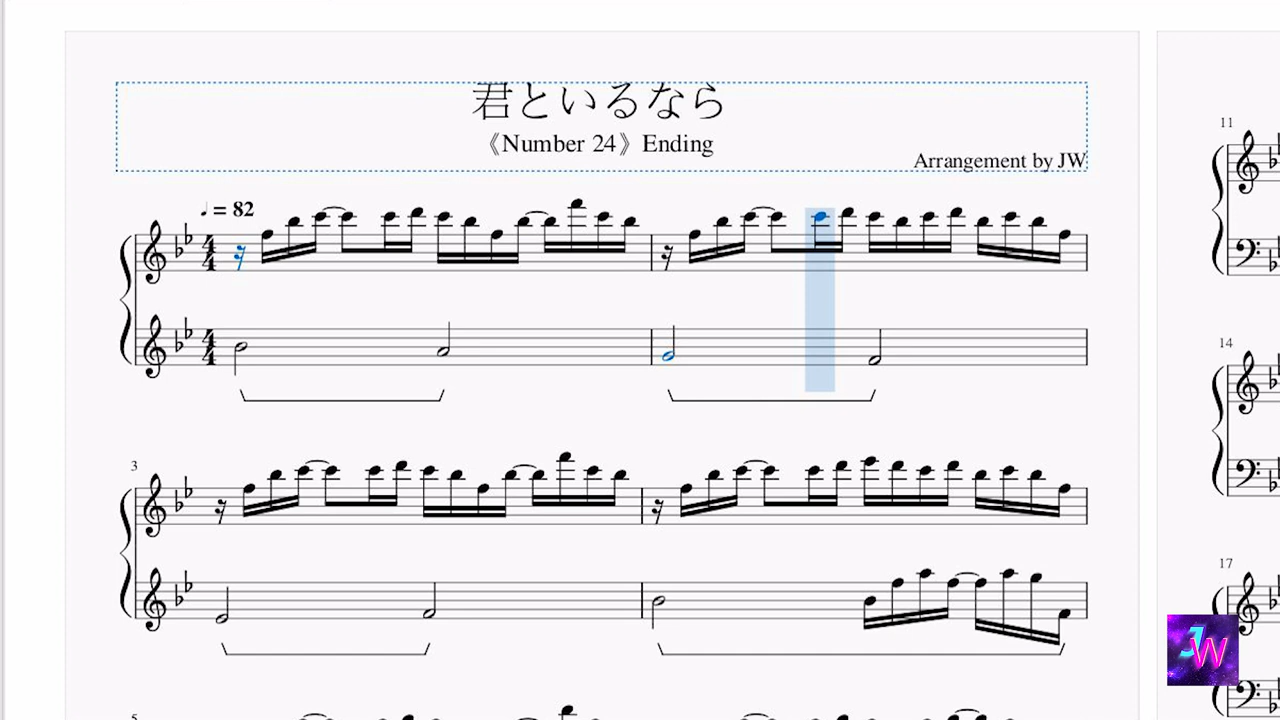 君といるなら
《Number 24》Ending
Arrangement by JW
♩= 82
4
4
4
4
3
5
11
14
17
JW